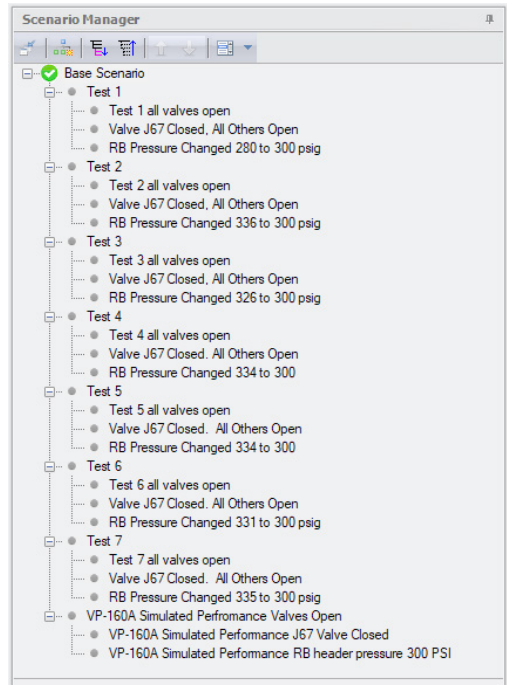 Scenario Manager
Base Scenario
Test 1
Test 1 all valves open
Valve J67 Closed, All Others Open
RB Pressure Changed 280 to 300 psig
Test 2
Test 2 all valves open
Valve J67 Closed, All Others Open
RB Pressure Changed 336 to 300 psig
Test 3
Test 3 all valves open
Valve J67 Closed, All Others Open
RB Pressure Changed 326 to 300 psig
Test 4
Test 4 all valves open
Valve J67 Closed. All Others Open
RB Pressure Changed 334 to 300
Test 5
Test 5 all valves open
Valve J67 Closed.  All Others Open
RB Pressure Changed 334 to 300
Test 6
Test 6 all valves open
Valve J67 Closed. All Others Open
RB Pressure Changed 331 to 300 psig
Test 7
Test 7 all valves open
Valve J67 Closed.  All Others Open
RB Pressure Changed 335 to 300 psig
VP-160A Simulated Perfromance Valves Open
VP-160A Simulated Performance J67 Valve Closed
VP-160A Simulated Performance RB header pressure 300 PSI